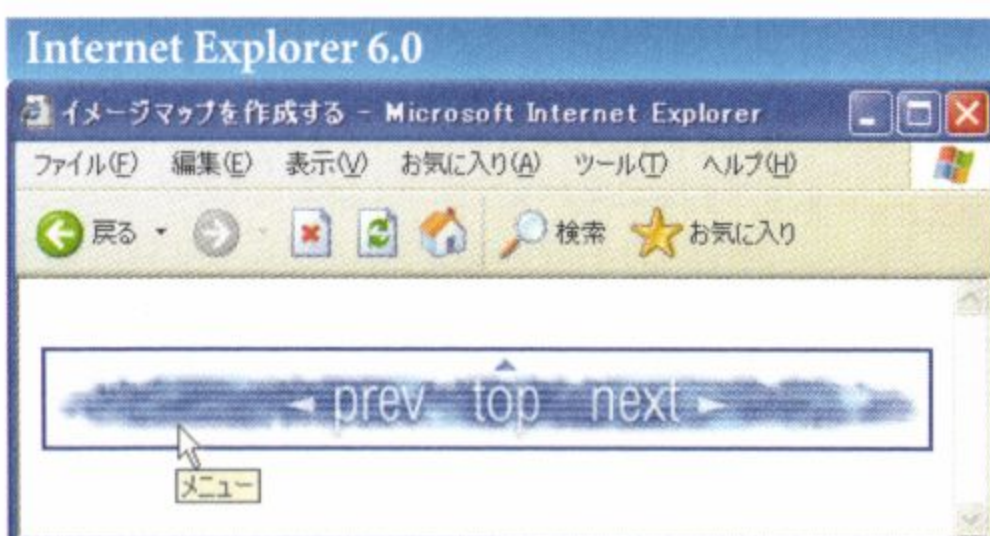 Internet Explorer 6.0
イメージマップを作成する - Microsoft Internet Explorer
ファイル(F) 編集(E) 表示(V) お気に入り(A) ツール(T) ヘルプ(H)
戻る 検索 お気に入り
prev top next
メニュー